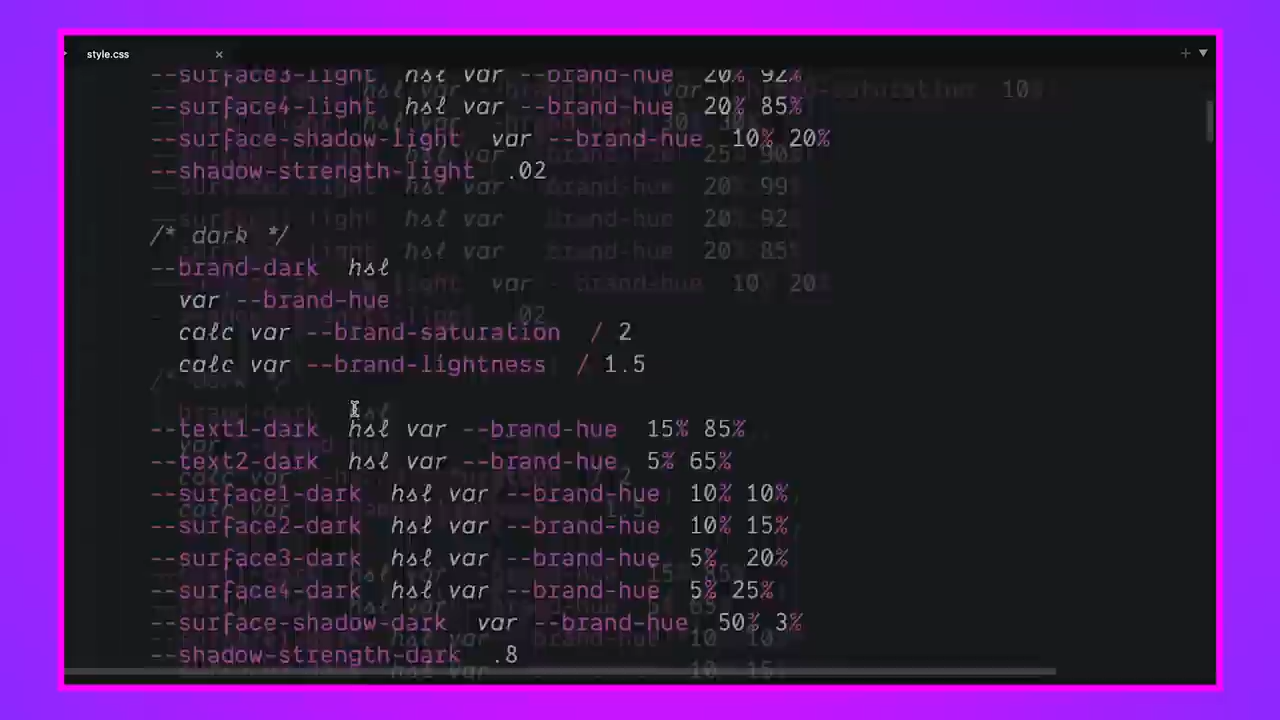 style.css
--surface3-light hsl var --brand-hue 20% 92%
--surface4-light hsl var --brand-hue 20% 85%
--surface-shadow-light var --brand-hue 10% 20%
--shadow-strength-light .02
/* dark */
--brand-dark hsl
var --brand-hue
calc var --brand-saturation / 2
calc var --brand-lightness / 1.5
--text1-dark hsl var --brand-hue 15% 85%
--text2-dark hsl var --brand-hue 5% 65%
--surface1-dark hsl var --brand-hue 10% 10%
--surface2-dark hsl var --brand-hue 10% 15%
--surface3-dark hsl var --brand-hue 5% 20%
--surface4-dark hsl var --brand-hue 5% 25%
--surface-shadow-dark var --brand-hue 50% 3%
--shadow-strength-dark .8